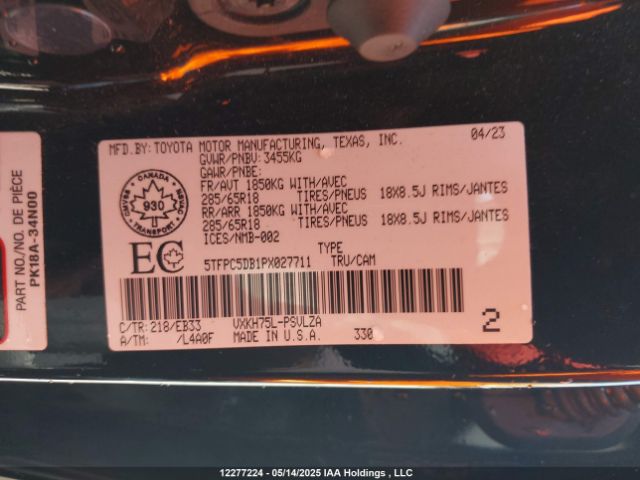 PART NO./NO. DE PIÈCE
PK18A-34N00
MFD.BY: TOYOTA MOTOR MANUFACTURING, TEXAS, INC. 04/23
GVWR/PNBV: 3455KG
GAWR/PNBE:
FR/AVT 1850KG WITH/AVEC
285/65R18 TIRES/PNEUS 18X8.5J RIMS/JANTES
RR/ARR 1850KG WITH/AVEC
285/65R18 TIRES/PNEUS 18X8.5J RIMS/JANTES
ICES/NMB-002
CANADA
930
TRANSPORT
EC
TYPE
5TFPC5DB1PX027711 TRU/CAM
C/TR: 218/EB33 VXKH75L-PSVLZA
A/TM: /L4A0F MADE IN U.S.A. 330
2
12277224 - 05/14/2025 IAA Holdings , LLC